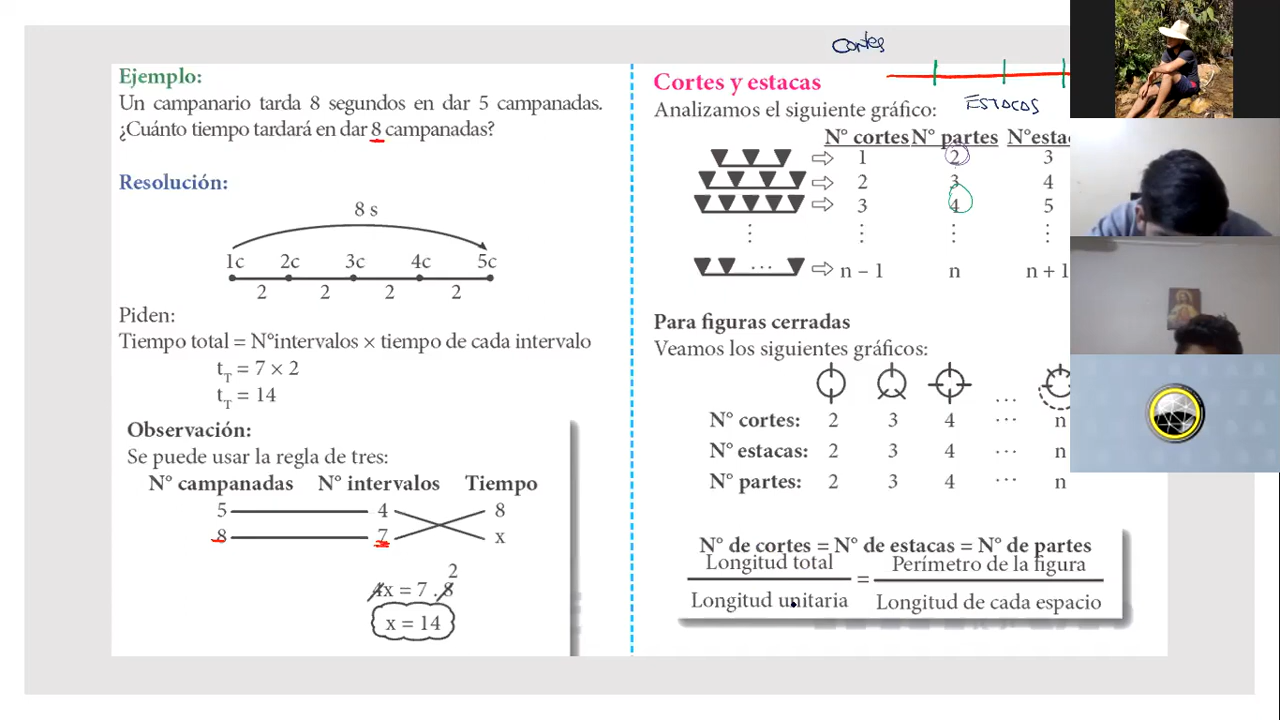 Ejemplo:
Un campanario tarda 8 segundos en dar 5 campanadas.
¿Cuánto tiempo tardará en dar 8 campanadas?
Resolución:
8 s
1c 2c 3c 4c 5c
2 2 2 2
Piden:
Tiempo total = N°intervalos × tiempo de cada intervalo
t_T = 7 × 2
t_T = 14
Observación:
Se puede usar la regla de tres:
N° campanadas N° intervalos Tiempo
5 4 8
8 7 x
2
4x = 7 . 8
x = 14
Cortes
Cortes y estacas
Analizamos el siguiente gráfico:
ESTACAS
N° cortes N° partes N°estac
⇨ 1 2 3
⇨ 2 3 4
⇨ 3 4 5
⋮ ⋮ ⋮ ⋮
... ⇨ n – 1 n n + 1
Para figuras cerradas
Veamos los siguientes gráficos:
...
N° cortes: 2 3 4 ... n
N° estacas: 2 3 4 ... n
N° partes: 2 3 4 ... n
N° de cortes = N° de estacas = N° de partes
Longitud total = Perímetro de la figura
Longitud unitaria Longitud de cada espacio